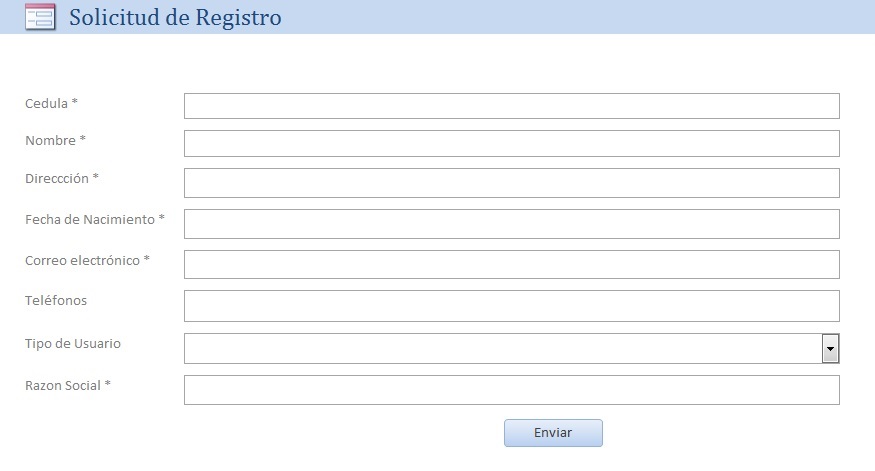 Solicitud de Registro
Cedula *
Nombre *
Direccción *
Fecha de Nacimiento *
Correo electrónico *
Teléfonos
Tipo de Usuario
Razon Social *
Enviar